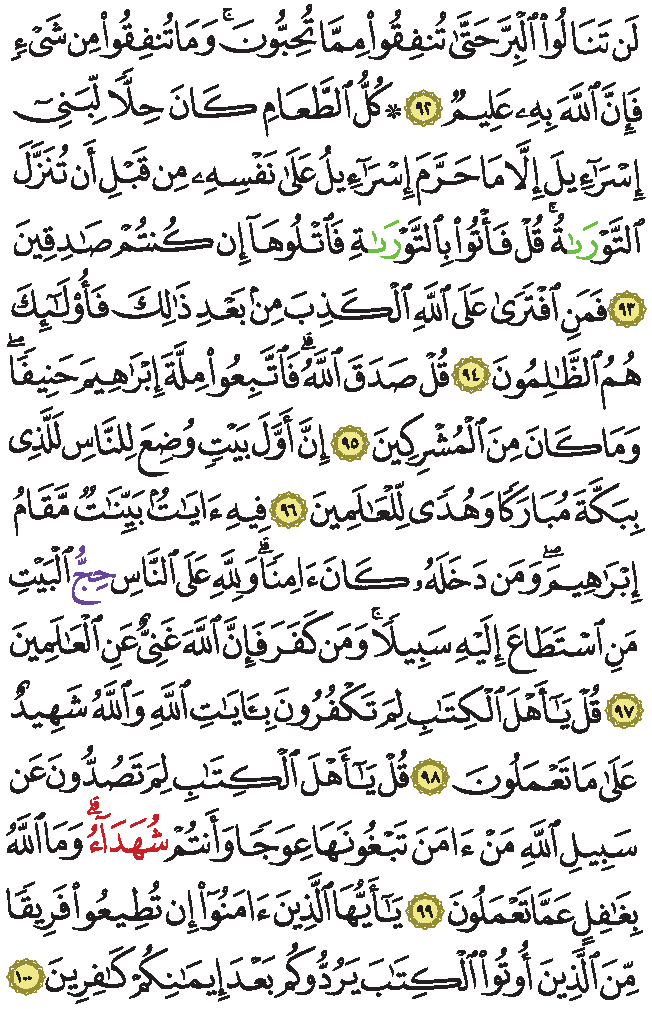 لَن تَنَالُوا۟ ٱلْبِرَّ حَتَّىٰ تُنفِقُوا۟ مِمَّا تُحِبُّونَ ۚ وَمَا تُنفِقُوا۟ مِن شَىْءٍ
فَإِنَّ ٱللَّهَ بِهِۦ عَلِيمٌ ٩٢ ۞ كُلُّ ٱلطَّعَامِ كَانَ حِلًّا لِّبَنِىٓ
إِسْرَٰٓءِيلَ إِلَّا مَا حَرَّمَ إِسْرَٰٓءِيلُ عَلَىٰ نَفْسِهِۦ مِن قَبْلِ أَن تُنَزَّلَ
ٱلتَّوْرَىٰةُ ۚ قُلْ فَأْتُوا۟ بِٱلتَّوْرَىٰةِ فَٱتْلُوهَآ إِن كُنتُمْ صَٰدِقِينَ
٩٣ فَمَنِ ٱفْتَرَىٰ عَلَى ٱللَّهِ ٱلْكَذِبَ مِنۢ بَعْدِ ذَٰلِكَ فَأُو۟لَٰٓئِكَ
هُمُ ٱلظَّٰلِمُونَ ٩٤ قُلْ صَدَقَ ٱللَّهُ ۗ فَٱتَّبِعُوا۟ مِلَّةَ إِبْرَٰهِيمَ حَنِيفًا ۖ
وَمَا كَانَ مِنَ ٱلْمُشْرِكِينَ ٩٥ إِنَّ أَوَّلَ بَيْتٍ وُضِعَ لِلنَّاسِ لَلَّذِى
بِبَكَّةَ مُبَارَكًا وَهُدًى لِّلْعَٰلَمِينَ ٩٦ فِيهِ ءَايَٰتٌۢ بَيِّنَٰتٌ مَّقَامُ
إِبْرَٰهِيمَ ۖ وَمَن دَخَلَهُۥ كَانَ ءَامِنًا ۗ وَلِلَّهِ عَلَى ٱلنَّاسِ حِجُّ ٱلْبَيْتِ
مَنِ ٱسْتَطَاعَ إِلَيْهِ سَبِيلًا ۚ وَمَن كَفَرَ فَإِنَّ ٱللَّهَ غَنِىٌّ عَنِ ٱلْعَٰلَمِينَ
٩٧ قُلْ يَٰٓأَهْلَ ٱلْكِتَٰبِ لِمَ تَكْفُرُونَ بِـَٔايَٰتِ ٱللَّهِ وَٱللَّهُ شَهِيدٌ
عَلَىٰ مَا تَعْمَلُونَ ٩٨ قُلْ يَٰٓأَهْلَ ٱلْكِتَٰبِ لِمَ تَصُدُّونَ عَن
سَبِيلِ ٱللَّهِ مَنْ ءَامَنَ تَبْغُونَهَا عِوَجًا وَأَنتُمْ شُهَدَآءُ ۗ وَمَا ٱللَّهُ
بِغَٰفِلٍ عَمَّا تَعْمَلُونَ ٩٩ يَٰٓأَيُّهَا ٱلَّذِينَ ءَامَنُوٓا۟ إِن تُطِيعُوا۟ فَرِيقًا
مِّنَ ٱلَّذِينَ أُوتُوا۟ ٱلْكِتَٰبَ يَرُدُّوكُم بَعْدَ إِيمَٰنِكُمْ كَٰفِرِينَ ١٠٠